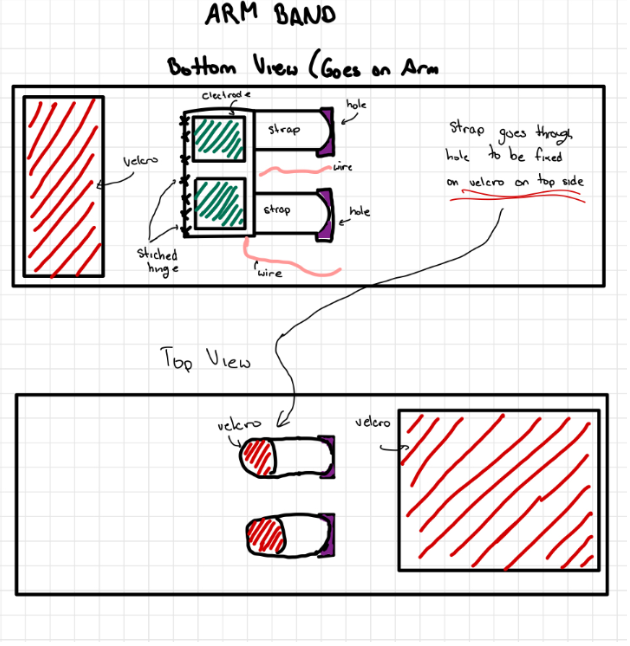 ARM BAND
Bottom View (Goes on Arm
Electrode
hole
strap
Strap goes through
hole to be fixed
on velcro on top side
velcro
wire
strap
hole
Stiched
hinge
wire
Top View
velcro
velcro